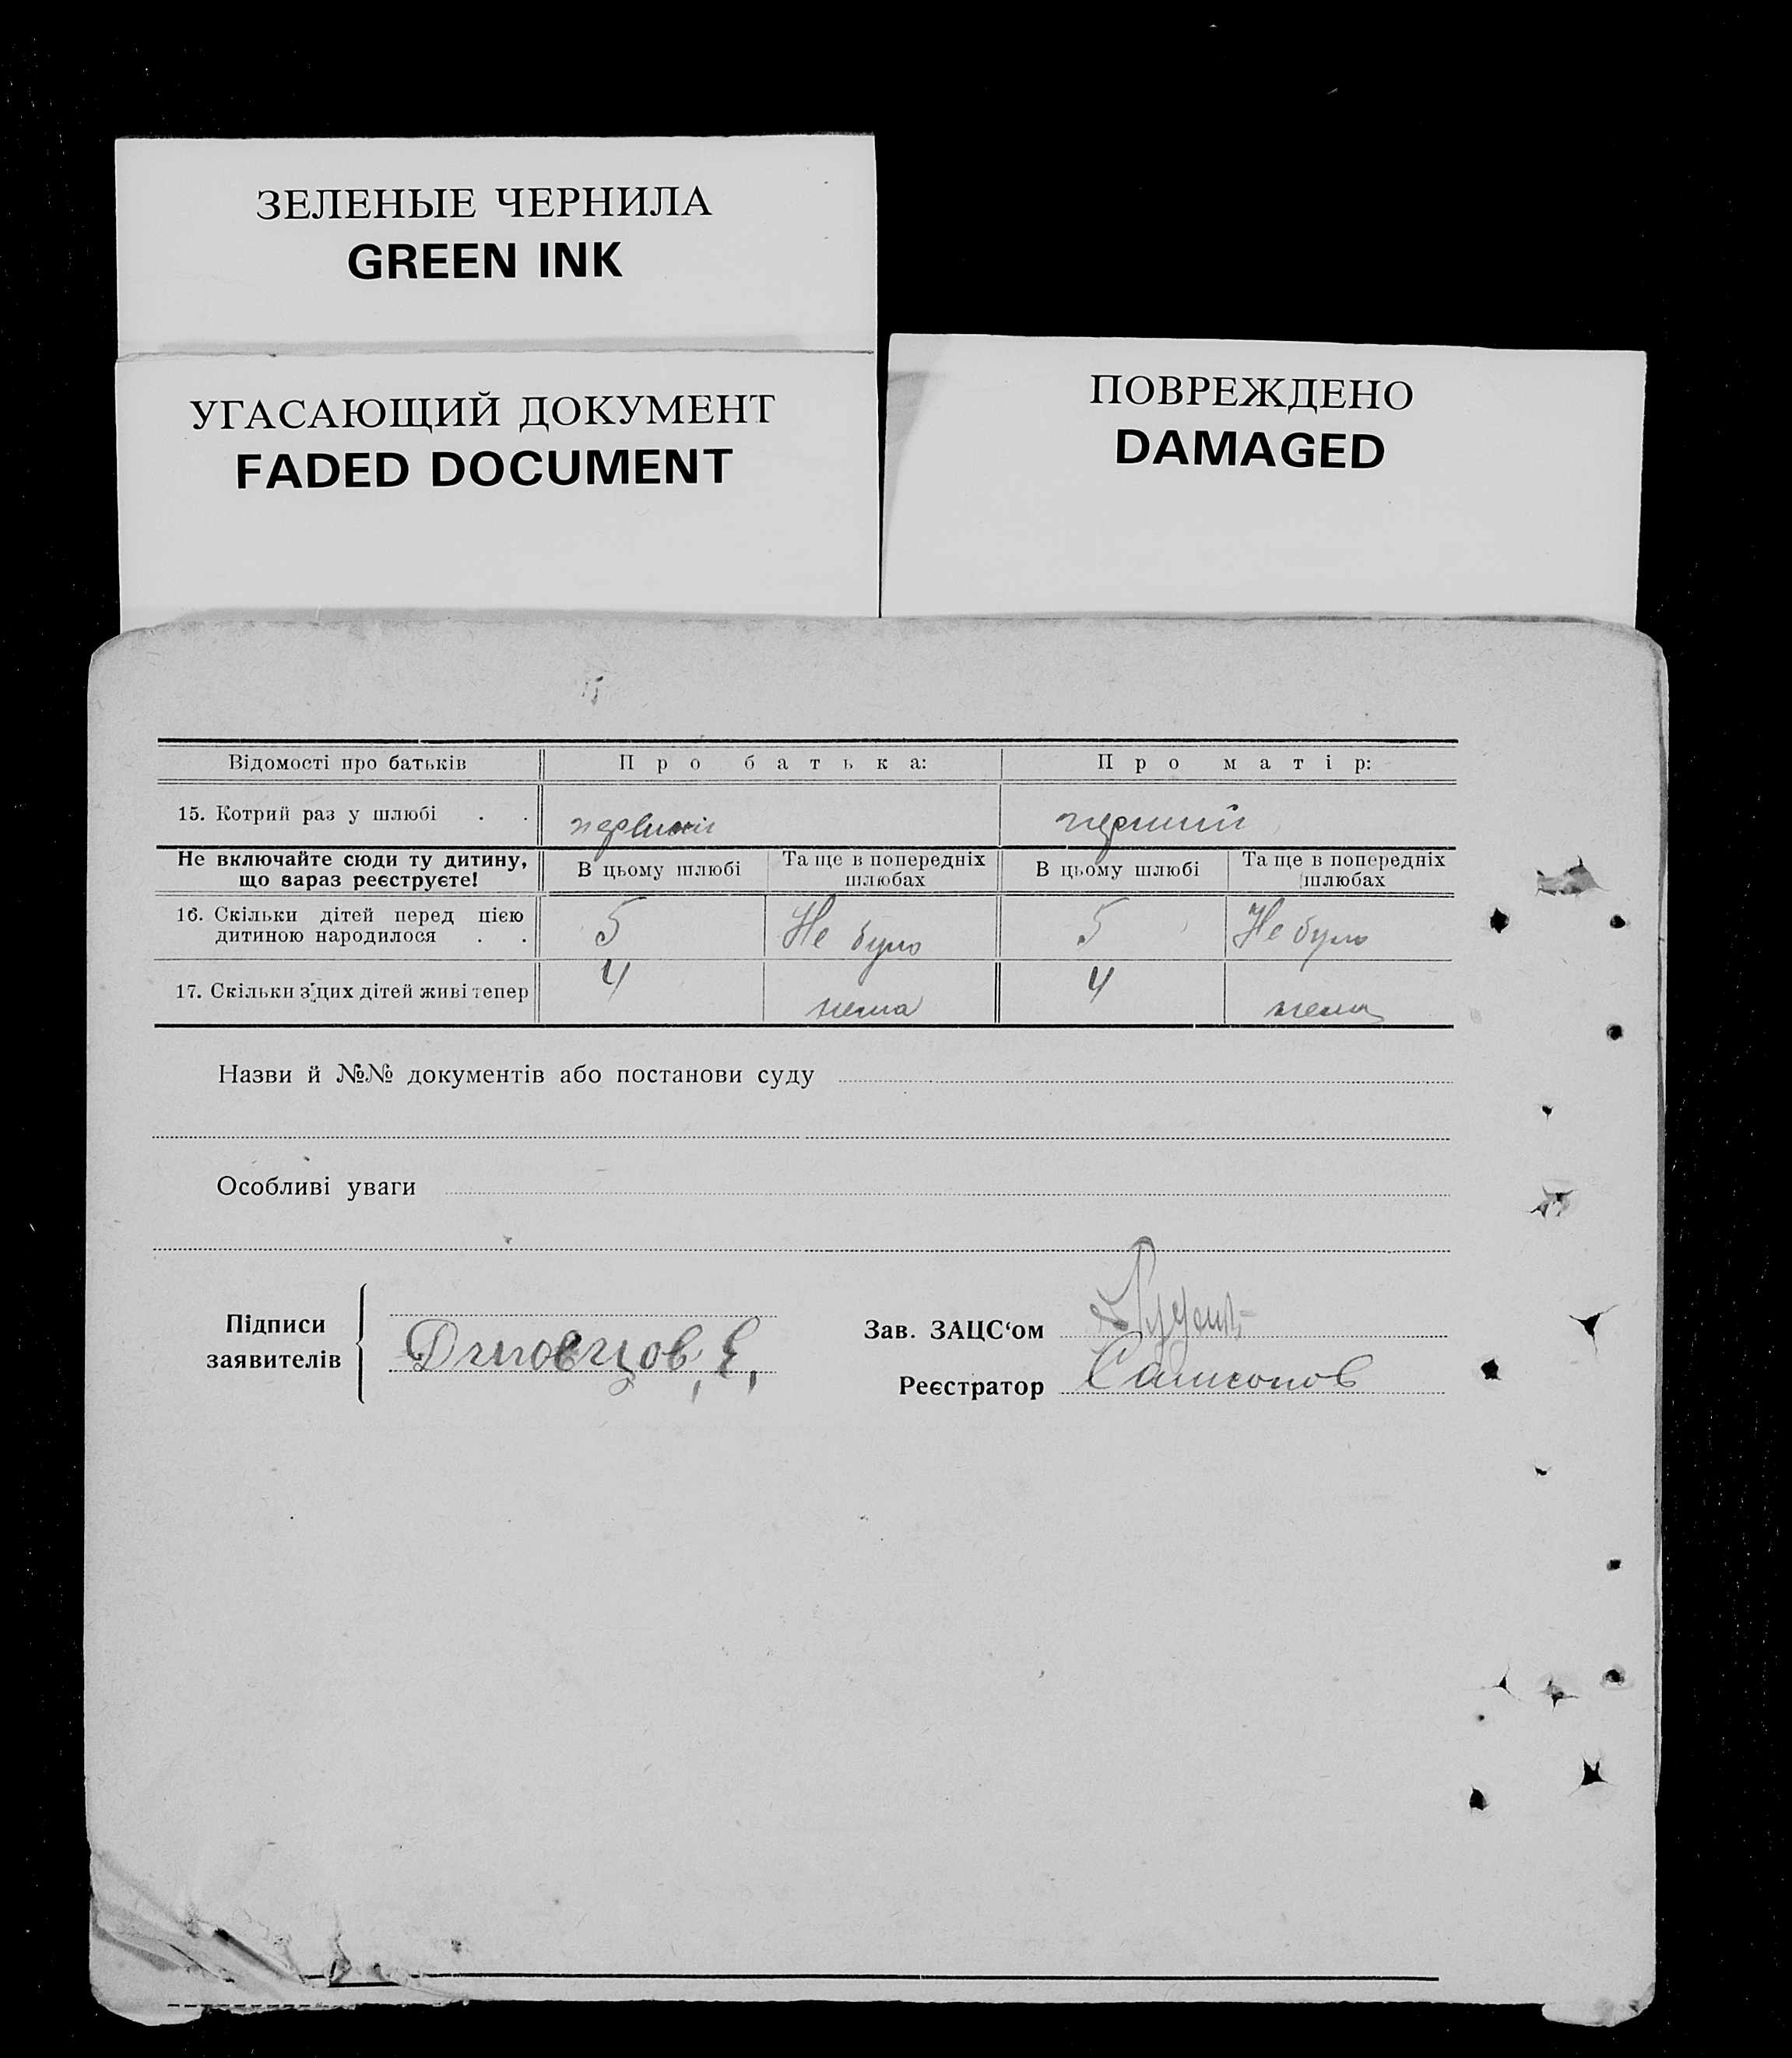 ЗЕЛЕНЫЕ ЧЕРНИЛА
GREEN INK
УГАСАЮЩИЙ ДОКУМЕНТ
FADED DOCUMENT
ПОВРЕЖДЕНО
DAMAGED
Відомості про батьків Про батька: Про матір:
15. Котрий раз у шлюбі . . перший
Не включайте сюди ту дитину, що вараз реєструєте! В цьому шлюбі Та ще в попередніх шлюбах В цьому шлюбі Та ще в попередніх шлюбах
16. Скільки дітей перед цією дитиною народилося . . 5 Не було 5 Не було
17. Скільки з цих дітей живі тепер 4 нема 4 нема
Назви й №№ документів або постанови суду
Особливі уваги
Підписи заявителів
Зав. ЗАЦС‘ом
Реєстратор Самсонов